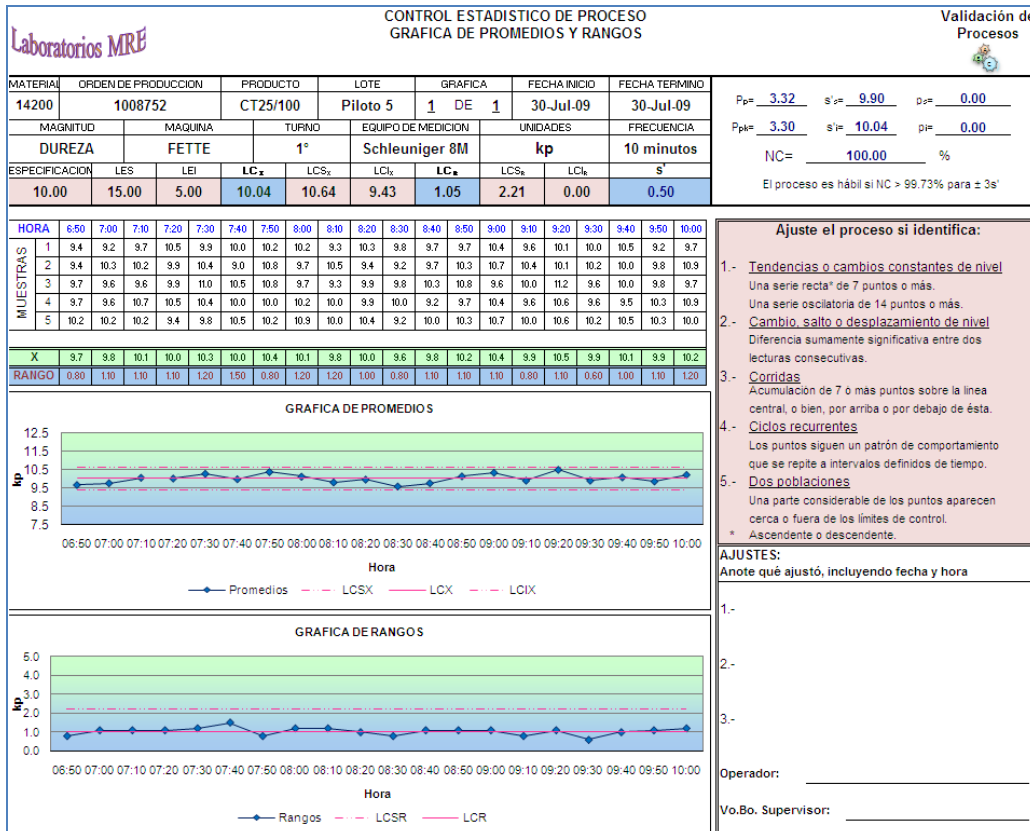 Laboratorios MRE
CONTROL ESTADISTICO DE PROCESO
GRAFICA DE PROMEDIOS Y RANGOS
Validación de
Procesos
MATERIAL ORDEN DE PRODUCCION PRODUCTO LOTE GRAFICA FECHA INICIO FECHA TERMINO
14200 1008752 CT25/100 Piloto 5 1 DE 1 30-Jul-09 30-Jul-09
MAGNITUD MAQUINA TURNO EQUIPO DE MEDICION UNIDADES FRECUENCIA
DUREZA FETTE 1° Schleuniger 8M kp 10 minutos
ESPECIFICACION LES LEI LCx LCSx LCIx LCR LCSR LCIR s'
10.00 15.00 5.00 10.04 10.64 9.43 1.05 2.21 0.00 0.50
Pp= 3.32 s's= 9.90 ps= 0.00
Ppk= 3.30 s'i= 10.04 pi= 0.00
NC= 100.00 %
El proceso es hábil si NC > 99.73% para ± 3s'
HORA 6:50 7:00 7:10 7:20 7:30 7:40 7:50 8:00 8:10 8:20 8:30 8:40 8:50 9:00 9:10 9:20 9:30 9:40 9:50 10:00
MUESTRAS
1 9.4 9.2 9.7 10.5 9.9 10.0 10.2 10.2 9.3 10.3 9.8 9.7 9.7 10.4 9.6 10.1 10.0 10.5 9.2 9.7
2 9.4 10.3 10.2 9.9 10.4 9.0 10.8 9.7 10.5 9.4 9.2 9.7 10.3 10.7 10.4 10.1 10.2 10.0 9.8 10.9
3 9.7 9.6 9.6 9.9 11.0 10.5 10.8 9.7 9.3 9.9 9.8 10.3 10.8 9.6 10.0 11.2 9.6 10.0 9.8 9.7
4 9.7 9.6 10.7 10.5 10.4 10.0 10.0 10.2 10.0 9.9 10.0 9.2 9.7 10.4 9.6 10.6 9.6 9.5 10.3 10.9
5 10.2 10.2 10.2 9.4 9.8 10.5 10.2 10.9 10.0 10.4 9.2 10.0 10.3 10.7 10.0 10.6 10.2 10.5 10.3 10.0
X 9.7 9.8 10.1 10.0 10.3 10.0 10.4 10.1 9.8 10.0 9.6 9.8 10.2 10.4 9.9 10.5 9.9 10.1 9.9 10.2
RANGO 0.80 1.10 1.10 1.10 1.20 1.50 0.80 1.20 1.20 1.00 0.80 1.10 1.10 1.10 0.80 1.10 0.60 1.00 1.10 1.20
GRAFICA DE PROMEDIOS
12.5
11.5
10.5
9.5
8.5
7.5
kp
06:50 07:00 07:10 07:20 07:30 07:40 07:50 08:00 08:10 08:20 08:30 08:40 08:50 09:00 09:10 09:20 09:30 09:40 09:50 10:00
Hora
Promedios LCSX LCX LCIX
GRAFICA DE RANGOS
5.0
4.0
3.0
2.0
1.0
0.0
kp
06:50 07:00 07:10 07:20 07:30 07:40 07:50 08:00 08:10 08:20 08:30 08:40 08:50 09:00 09:10 09:20 09:30 09:40 09:50 10:00
Hora
Rangos LCSR LCR
Ajuste el proceso si identifica:
1.- Tendencias o cambios constantes de nivel
Una serie recta* de 7 puntos o más.
Una serie oscilatoria de 14 puntos o más.
2.- Cambio, salto o desplazamiento de nivel
Diferencia sumamente significativa entre dos
lecturas consecutivas.
3.- Corridas
Acumulación de 7 ó más puntos sobre la linea
central, o bien, por arriba o por debajo de ésta.
4.- Ciclos recurrentes
Los puntos siguen un patrón de comportamiento
que se repite a intervalos definidos de tiempo.
5.- Dos poblaciones
Una parte considerable de los puntos aparecen
cerca o fuera de los límites de control.
* Ascendente o descendente.
AJUSTES:
Anote qué ajustó, incluyendo fecha y hora
1.-
2.-
3.-
Operador:
Vo.Bo. Supervisor: